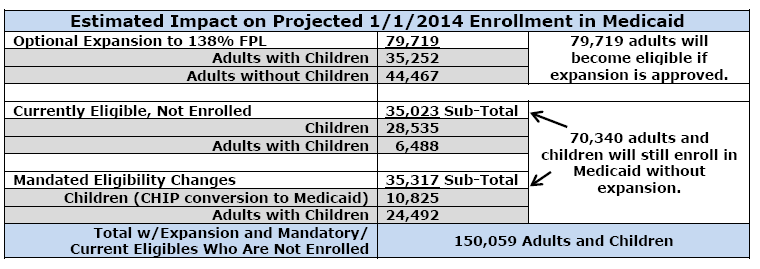 Estimated Impact on Projected 1/1/2014 Enrollment in Medicaid
Optional Expansion to 138% FPL 79,719
Adults with Children 35,252
Adults without Children 44,467
79,719 adults will
become eligible if
expansion is approved.
Currently Eligible, Not Enrolled 35,023 Sub-Total
Children 28,535
Adults with Children 6,488
Mandated Eligibility Changes 35,317 Sub-Total
Children (CHIP conversion to Medicaid) 10,825
Adults with Children 24,492
70,340 adults and
children will still enroll in
Medicaid without
expansion.
Total w/Expansion and Mandatory/
Current Eligibles Who Are Not Enrolled
150,059 Adults and Children